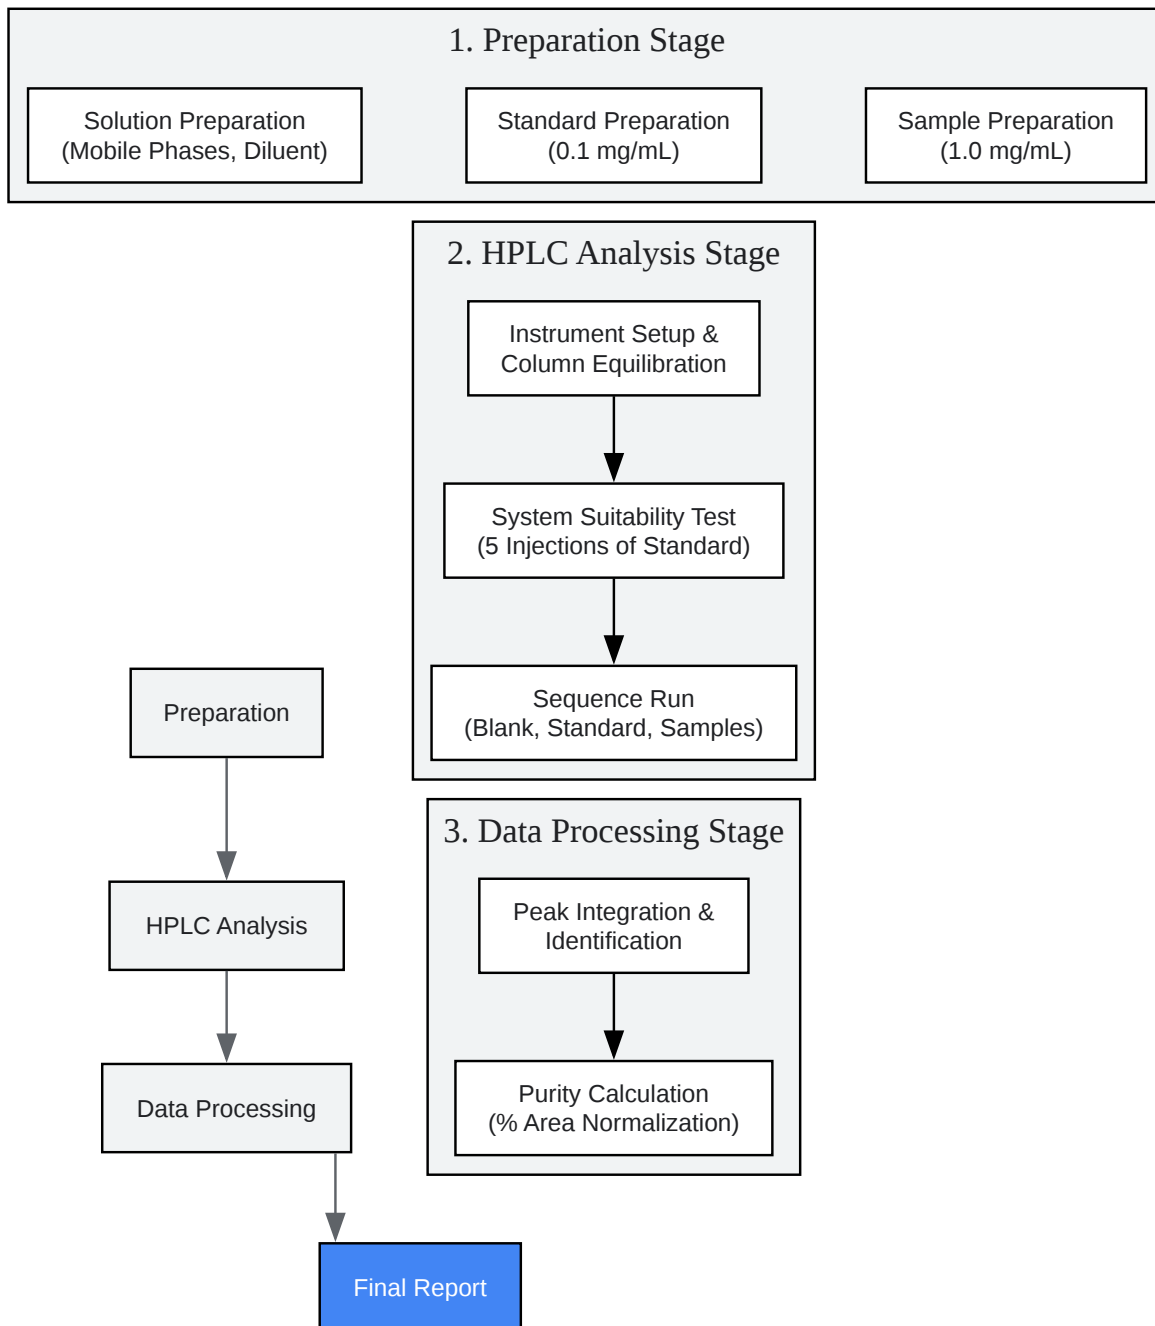 1. Preparation Stage
Solution Preparation
(Mobile Phases, Diluent)
Standard Preparation
(0.1 mg/mL)
Sample Preparation
(1.0 mg/mL)
2. HPLC Analysis Stage
Instrument Setup &
Column Equilibration
System Suitability Test
(5 Injections of Standard)
Sequence Run
(Blank, Standard, Samples)
Preparation
HPLC Analysis
Data Processing
3. Data Processing Stage
Peak Integration &
Identification
Purity Calculation
(% Area Normalization)
Final Report